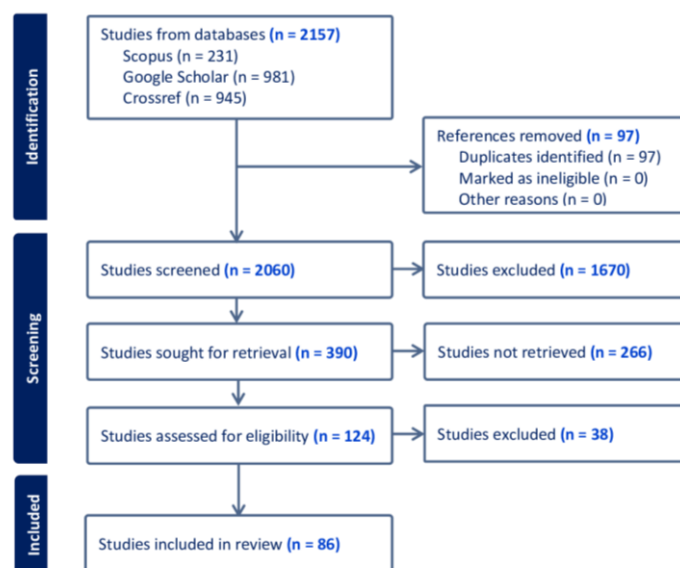 Identification
Studies from databases (n = 2157)
Scopus (n = 231)
Google Scholar (n = 981)
Crossref (n = 945)
References removed (n = 97)
Duplicates identified (n = 97)
Marked as ineligible (n = 0)
Other reasons (n = 0)
Screening
Studies screened (n = 2060)
Studies excluded (n = 1670)
Studies sought for retrieval (n = 390)
Studies not retrieved (n = 266)
Studies assessed for eligibility (n = 124)
Studies excluded (n = 38)
Included
Studies included in review (n = 86)